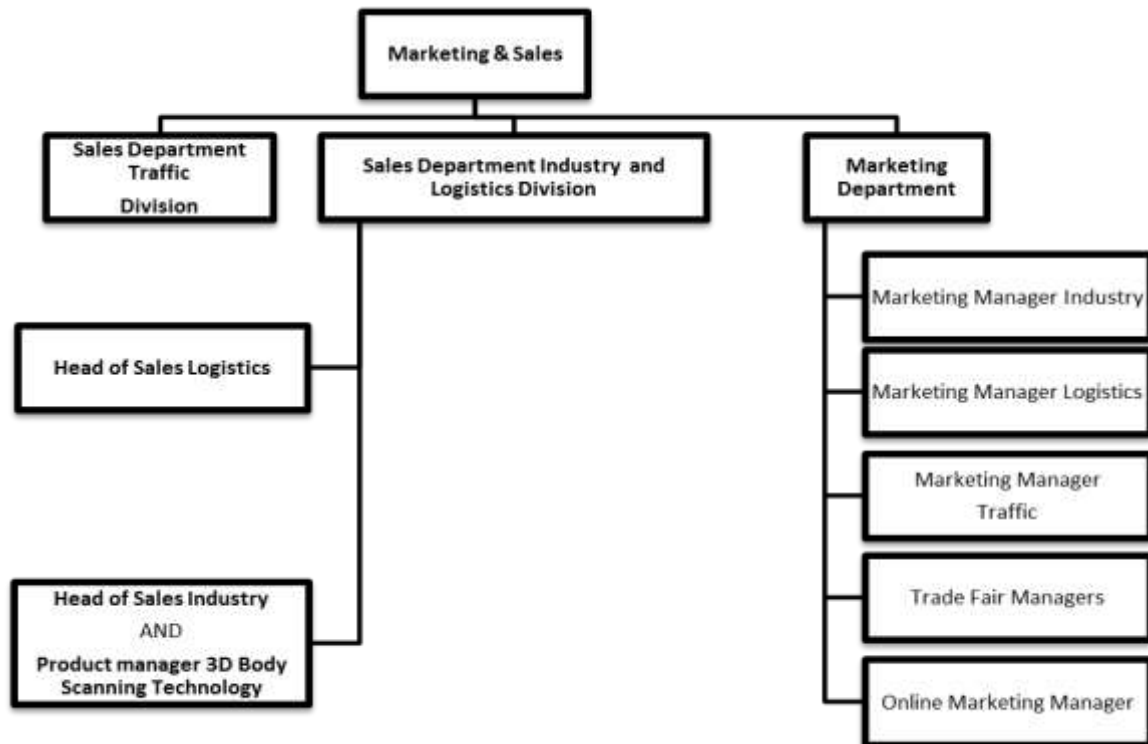 Marketing & Sales
Sales Department
Traffic
Division
Sales Department Industry and
Logistics Division
Marketing
Department
Marketing Manager Industry
Head of Sales Logistics
Marketing Manager Logistics
Marketing Manager
Traffic
Head of Sales Industry
AND
Product manager 3D Body
Scanning Technology
Trade Fair Managers
Online Marketing Manager